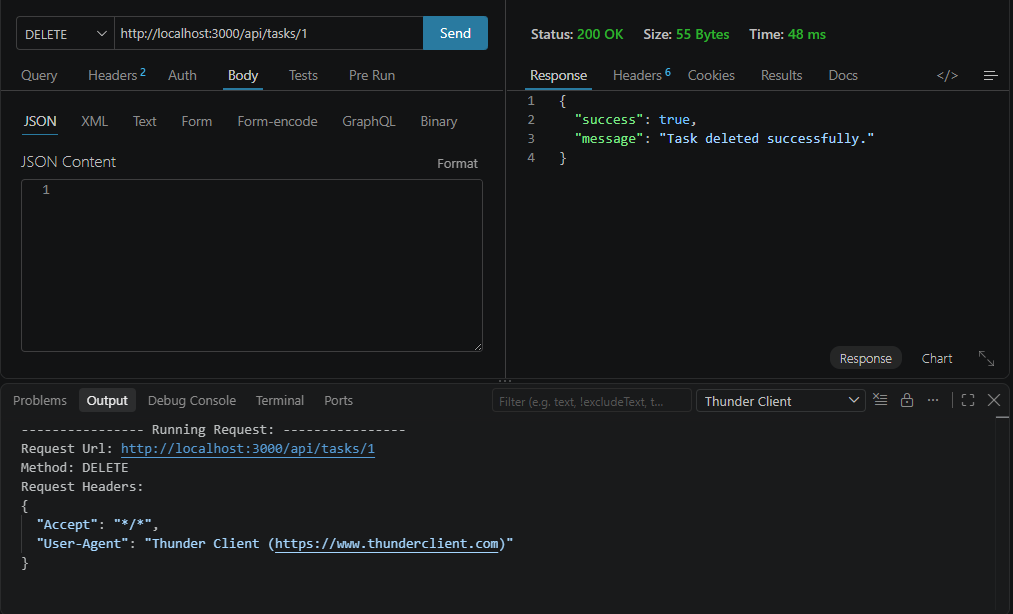 DELETE http://localhost:3000/api/tasks/1 Send
Query Headers 2 Auth Body Tests Pre Run
JSON XML Text Form Form-encode GraphQL Binary
JSON Content Format
1
Status: 200 OK Size: 55 Bytes Time: 48 ms
Response Headers 6 Cookies Results Docs </>
1 {
2 "success": true,
3 "message": "Task deleted successfully."
4 }
Response Chart
Problems Output Debug Console Terminal Ports Filter (e.g. text, !excludeText, t... Thunder Client
---------------- Running Request: ----------------
Request Url: http://localhost:3000/api/tasks/1
Method: DELETE
Request Headers:
{
"Accept": "*/*",
"User-Agent": "Thunder Client (https://www.thunderclient.com)"
}